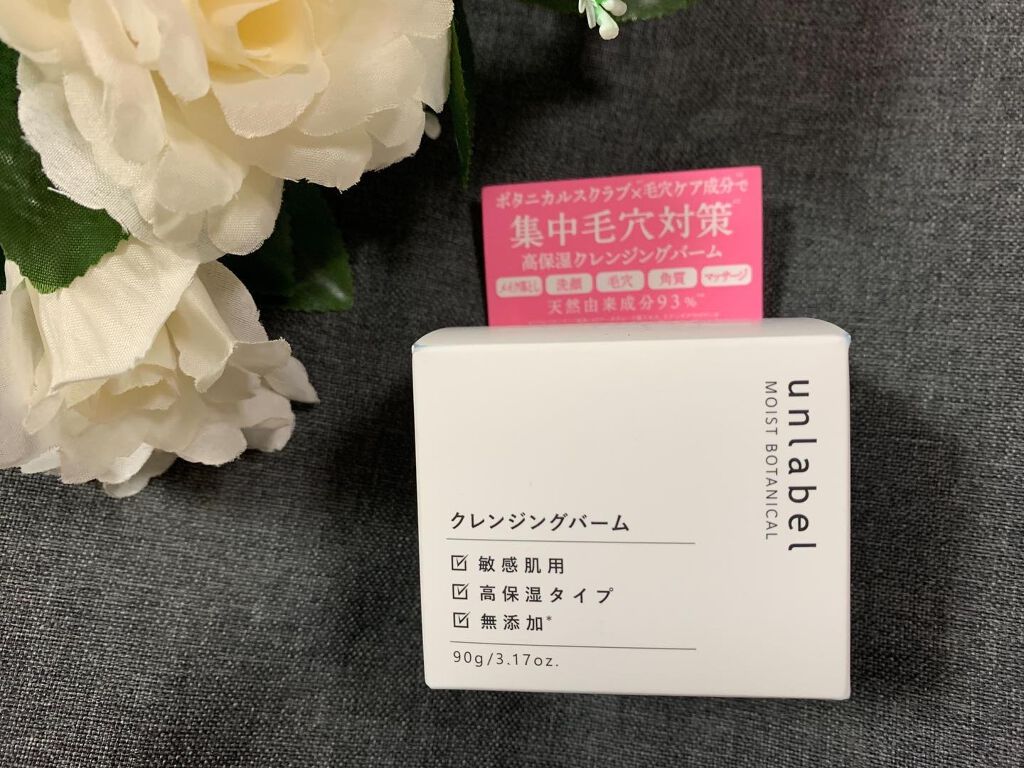 ボタニカルスクラブ×毛穴ケア成分で
集中毛穴対策
高保湿クレンジングバーム
メイク落とし 洗顔 毛穴 角質 マッサージ
天然由来成分93%
unlabel
MOIST BOTANICAL
クレンジングバーム
☑ 敏感肌用
☑ 高保湿タイプ
☑ 無添加*
90g/3.17oz.